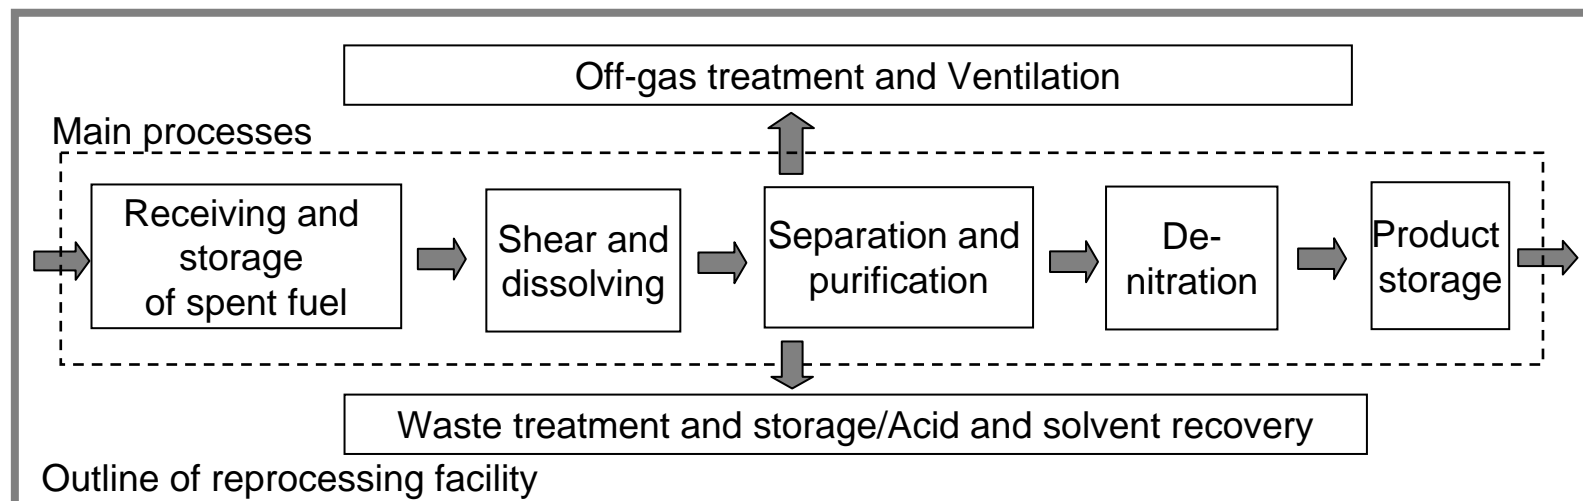 Off-gas treatment and Ventilation
Main processes
Receiving and
storage
of spent fuel
Shear and
dissolving
Separation and
purification
De-
nitration
Product
storage
Waste treatment and storage/Acid and solvent recovery
Outline of reprocessing facility